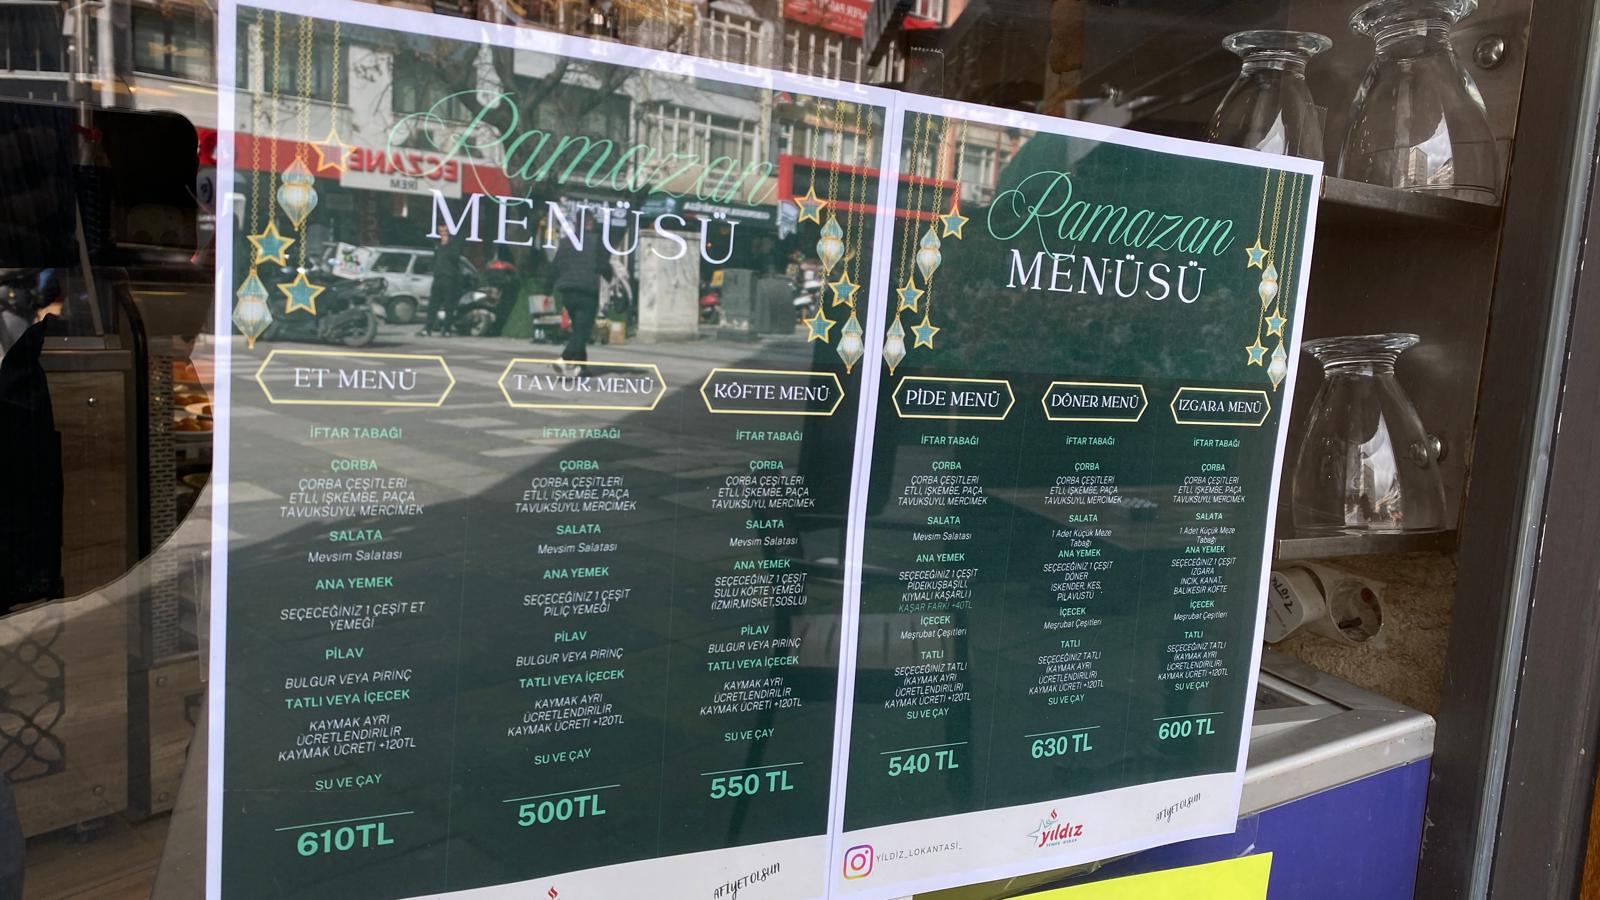 Ramazan
MENÜSÜ
ET MENÜ
İFTAR TABAĞI
ÇORBA
ÇORBA ÇEŞİTLERİ
ETLİ, İŞKEMBE, PAÇA
TAVUKSUYU, MERCİMEK
SALATA
Mevsim Salatası
ANA YEMEK
SEÇECEĞİNİZ 1 ÇEŞİT ET
YEMEĞİ
PİLAV
BULGUR VEYA PİRİNÇ
TATLI VEYA İÇECEK
KAYMAK AYRI
ÜCRETLENDİRİLİR
KAYMAK ÜCRETİ +120TL
SU VE ÇAY
610TL
TAVUK MENÜ
İFTAR TABAĞI
ÇORBA
ÇORBA ÇEŞİTLERİ
ETLİ, İŞKEMBE, PAÇA
TAVUKSUYU, MERCİMEK
SALATA
Mevsim Salatası
ANA YEMEK
SEÇECEĞİNİZ 1 ÇEŞİT
PİLİÇ YEMEĞİ
PİLAV
BULGUR VEYA PİRİNÇ
TATLI VEYA İÇECEK
KAYMAK AYRI
ÜCRETLENDİRİLİR
KAYMAK ÜCRETİ +120TL
SU VE ÇAY
500TL
KÖFTE MENÜ
İFTAR TABAĞI
ÇORBA
ÇORBA ÇEŞİTLERİ
ETLİ, İŞKEMBE, PAÇA
TAVUKSUYU, MERCİMEK
SALATA
Mevsim Salatası
ANA YEMEK
SEÇECEĞİNİZ 1 ÇEŞİT
SULU KÖFTE YEMEĞİ
(İZMİR,MİSKET,SOSLU)
PİLAV
BULGUR VEYA PİRİNÇ
TATLI VEYA İÇECEK
KAYMAK AYRI
ÜCRETLENDİRİLİR
KAYMAK ÜCRETİ +120TL
SU VE ÇAY
550 TL
AFİYET OLSUN
Ramazan
MENÜSÜ
PİDE MENÜ
İFTAR TABAĞI
ÇORBA
ÇORBA ÇEŞİTLERİ
ETLİ, İŞKEMBE, PAÇA
TAVUKSUYU, MERCİMEK
SALATA
Mevsim Salatası
ANA YEMEK
SEÇECEĞİNİZ 1 ÇEŞİT
PİDE(KUŞBAŞILI,
KIYMALI KAŞARLI )
KAŞAR FARKI +40TL
İÇECEK
Meşrubat Çeşitleri
TATLI
SEÇECEĞİNİZ TATLI
(KAYMAK AYRI
ÜCRETLENDİRİLİR)
KAYMAK ÜCRETİ +120TL
SU VE ÇAY
540 TL
DÖNER MENÜ
İFTAR TABAĞI
ÇORBA
ÇORBA ÇEŞİTLERİ
ETLİ, İŞKEMBE, PAÇA
TAVUKSUYU, MERCİMEK
SALATA
1 Adet Küçük Meze
Tabağı
ANA YEMEK
SEÇECEĞİNİZ 1 ÇEŞİT
DÖNER
ISKENDER, KES,
PILAVÜSTÜ
İÇECEK
Meşrubat Çeşitleri
TATLI
SEÇECEĞİNİZ TATLI
(KAYMAK AYRI
ÜCRETLENDİRİLİR)
KAYMAK ÜCRETİ +120TL
SU VE ÇAY
630 TL
IZGARA MENÜ
İFTAR TABAĞI
ÇORBA
ÇORBA ÇEŞİTLERİ
ETLİ, İŞKEMBE, PAÇA
TAVUKSUYU, MERCİMEK
SALATA
1 Adet Küçük Meze
Tabağı
ANA YEMEK
SEÇECEĞİNİZ 1 ÇEŞİT
IZGARA
INCİK, KANAT,
BALIKESİR KÖFTE
İÇECEK
Meşrubat Çeşitleri
TATLI
SEÇECEĞİNİZ TATLI
(KAYMAK AYRI
ÜCRETLENDİRİLİR)
KAYMAK ÜCRETİ +120TL
SU VE ÇAY
600 TL
YİLDİZ_LOKANTASİ_
yıldız
AFİYET OLSUN
ECZANE
İREM